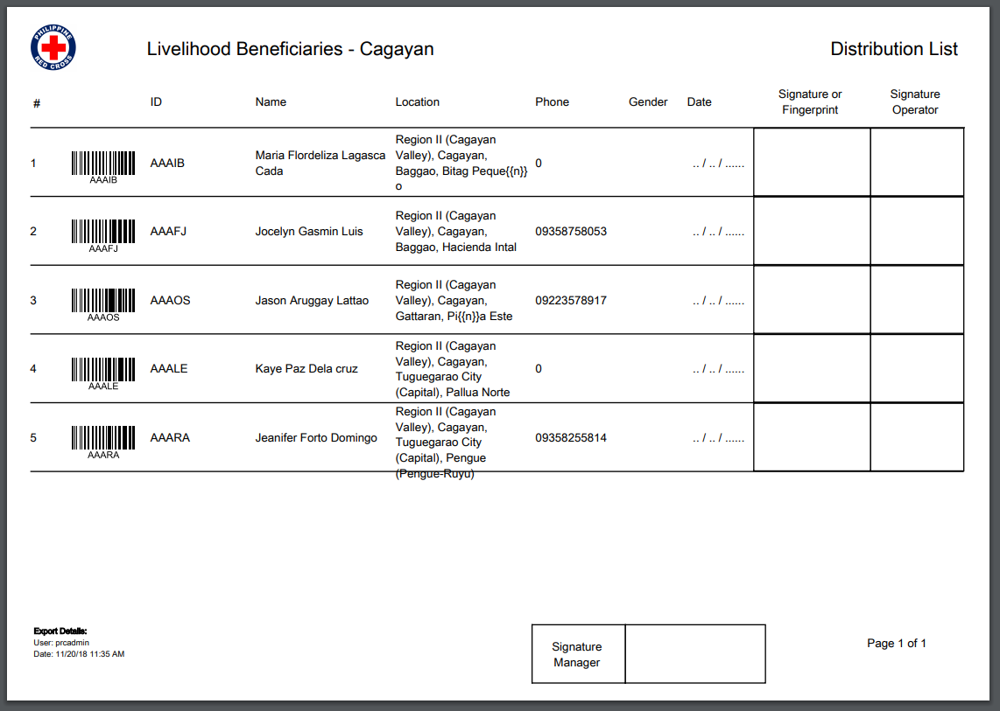 PHILIPPINE
RED CROSS
Livelihood Beneficiaries - Cagayan
Distribution List
#
ID
Name
Location
Phone
Gender
Date
Signature or
Fingerprint
Signature
Operator
1
AAAIB
AAAIB
Maria Flordeliza Lagasca
Cada
Region II (Cagayan
Valley), Cagayan,
Baggao, Bitag Peque{{n}}
o
0
.. / .. / ......
2
AAAFJ
AAAFJ
Jocelyn Gasmin Luis
Region II (Cagayan
Valley), Cagayan,
Baggao, Hacienda Intal
09358758053
.. / .. / ......
3
AAAOS
AAAOS
Jason Aruggay Lattao
Region II (Cagayan
Valley), Cagayan,
Gattaran, Pi{{n}}a Este
09223578917
.. / .. / ......
4
AAALE
AAALE
Kaye Paz Dela cruz
Region II (Cagayan
Valley), Cagayan,
Tuguegarao City
(Capital), Pallua Norte
0
.. / .. / ......
5
AAARA
AAARA
Jeanifer Forto Domingo
Region II (Cagayan
Valley), Cagayan,
Tuguegarao City
(Capital), Pengue
(Pengue-Ruyu)
09358255814
.. / .. / ......
Export Details:
User: prcadmin
Date: 11/20/18 11:35 AM
Signature
Manager
Page 1 of 1